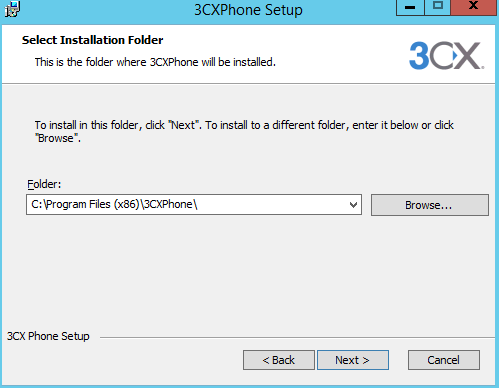 3CXPhone Setup
Select Installation Folder
This is the folder where 3CXPhone will be installed.
3CX
To install in this folder, click "Next". To install to a different folder, enter it below or click
"Browse".
Folder:
C:\Program Files (x86)\3CXPhone\
Browse...
3CX Phone Setup
< Back
Next >
Cancel